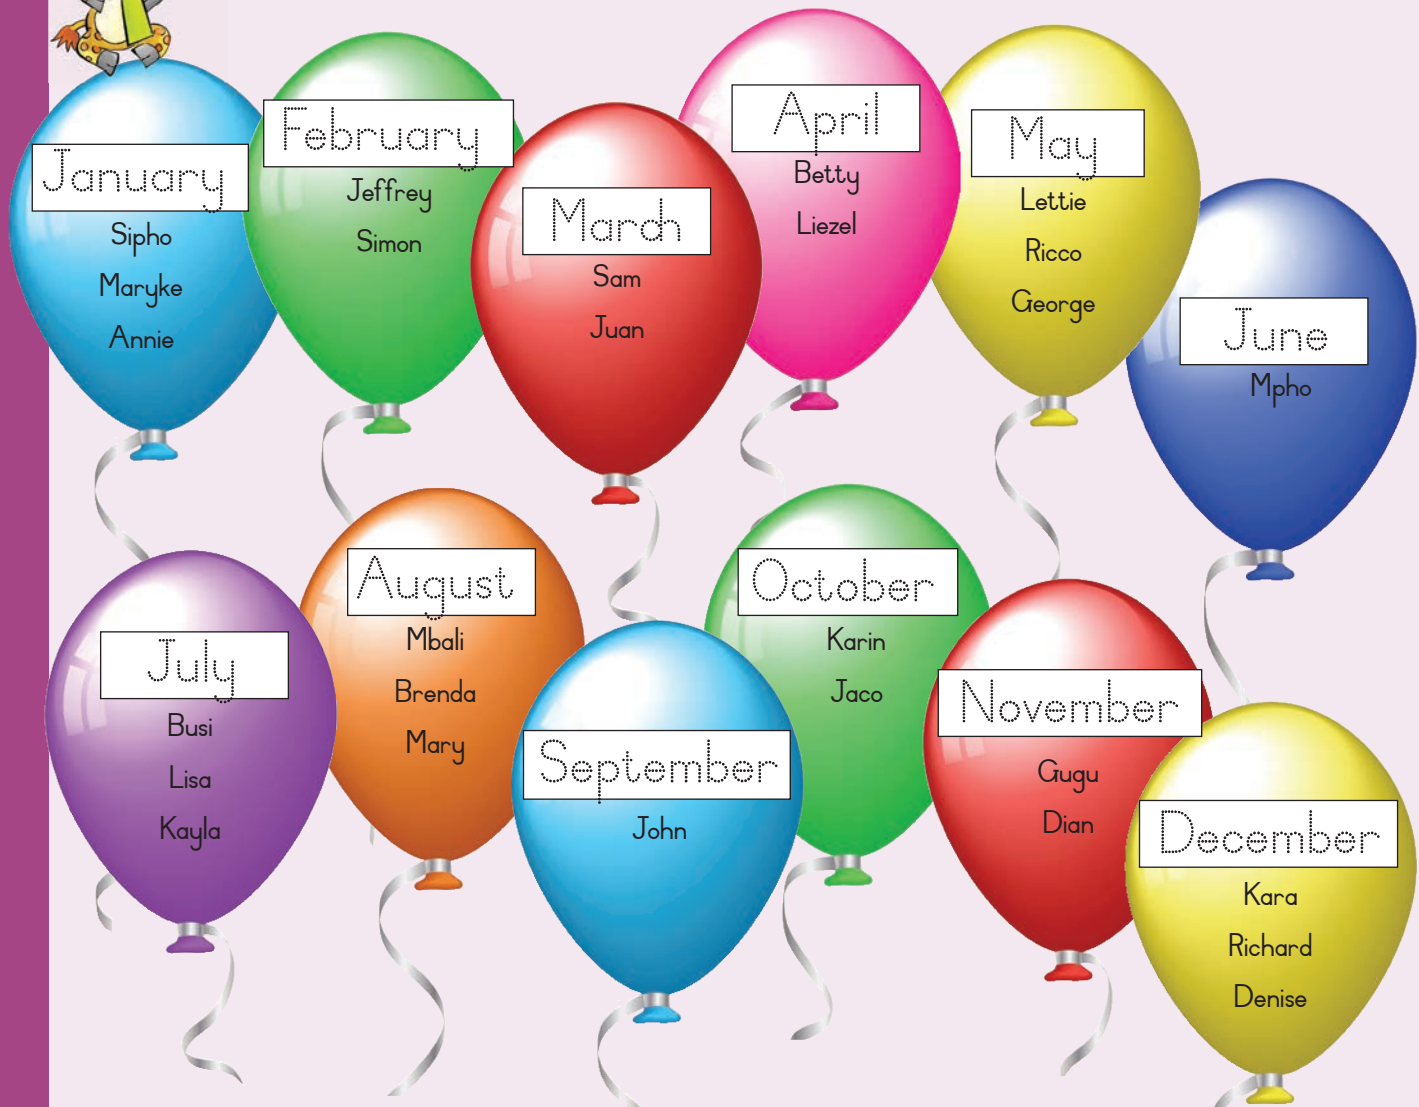 January
Sipho
Maryke
Annie
February
Jeffrey
Simon
March
Sam
Juan
April
Betty
Liezel
May
Lettie
Ricco
George
June
Mpho
July
Busi
Lisa
Kayla
August
Mbali
Brenda
Mary
September
John
October
Karin
Jaco
November
Gugu
Dian
December
Kara
Richard
Denise